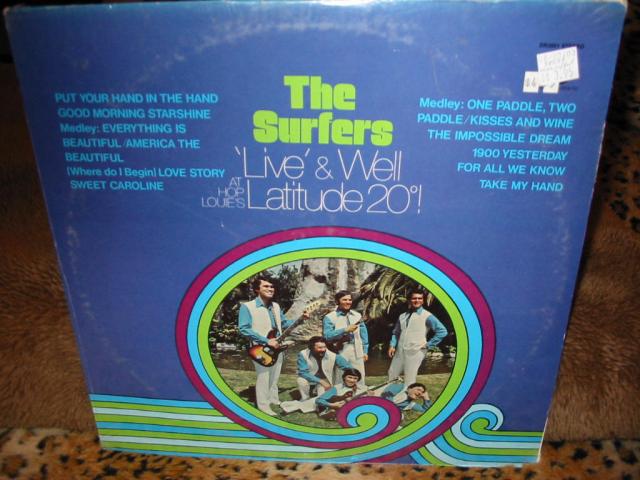 PUT YOUR HAND IN THE HAND
GOOD MORNING STARSHINE
Medley: EVERYTHING IS
BEAUTIFUL/AMERICA THE
BEAUTIFUL
(Where do I Begin) LOVE STORY
SWEET CAROLINE
The
Surfers
'Live' & Well
AT
HOP
LOUIE'S
Latitude 20°!
Medley: ONE PADDLE, TWO
PADDLE/KISSES AND WINE
THE IMPOSSIBLE DREAM
1900 YESTERDAY
FOR ALL WE KNOW
TAKE MY HAND